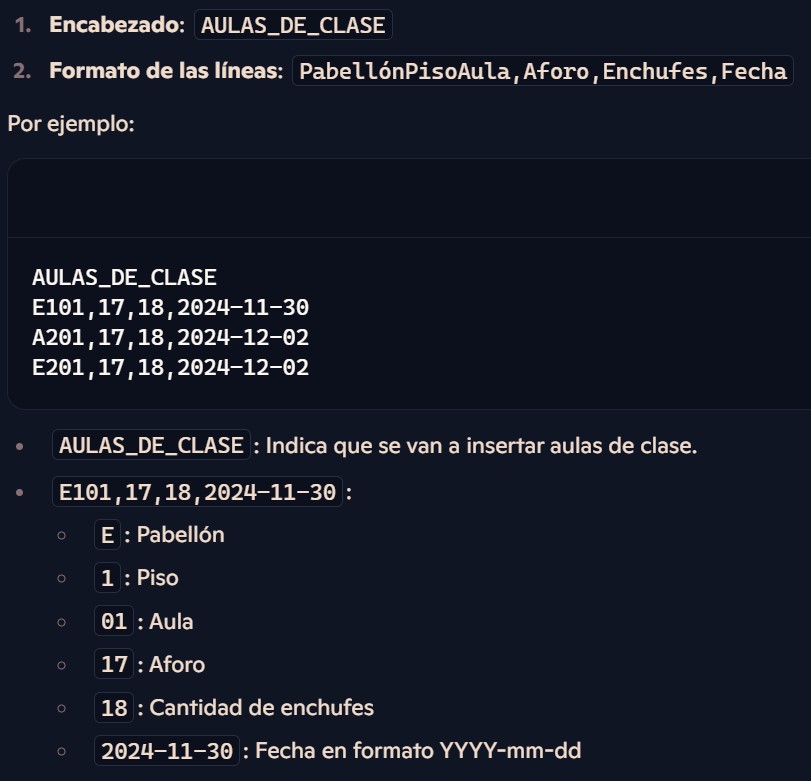 1. Encabezado: AULAS_DE_CLASE
2. Formato de las líneas: PabellónPisoAula,Aforo,Enchufes,Fecha
Por ejemplo:
AULAS_DE_CLASE
E101,17,18,2024-11-30
A201,17,18,2024-12-02
E201,17,18,2024-12-02
• AULAS_DE_CLASE : Indica que se van a insertar aulas de clase.
• E101,17,18,2024-11-30 :
○ E : Pabellón
○ 1 : Piso
○ 01 : Aula
○ 17 : Aforo
○ 18 : Cantidad de enchufes
○ 2024-11-30 : Fecha en formato YYYY-mm-dd